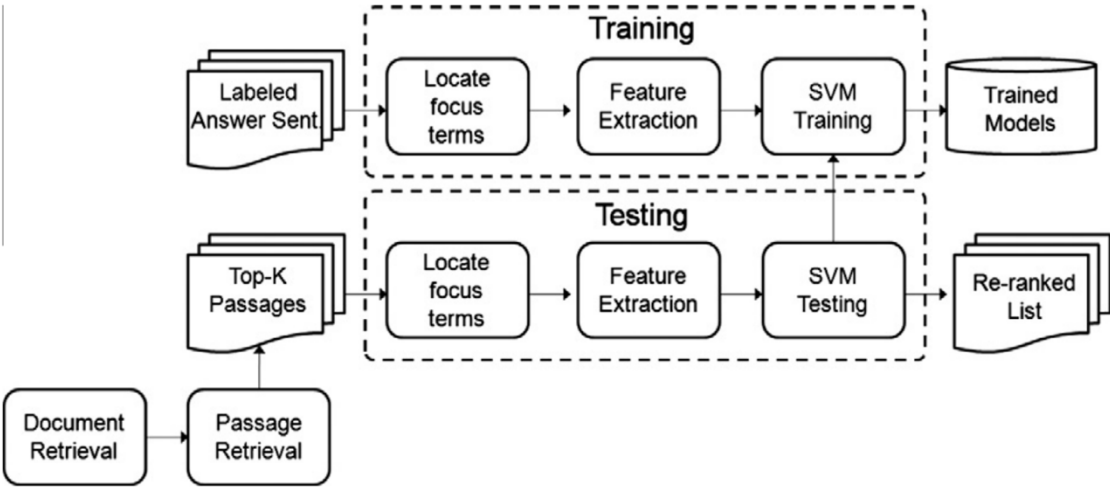 Training
Labeled
Answer Sent.
Locate
focus
terms
Feature
Extraction
SVM
Training
Trained
Models
Testing
Top-K
Passages
Locate
focus
terms
Feature
Extraction
SVM
Testing
Re-ranked
List
Document
Retrieval
Passage
Retrieval